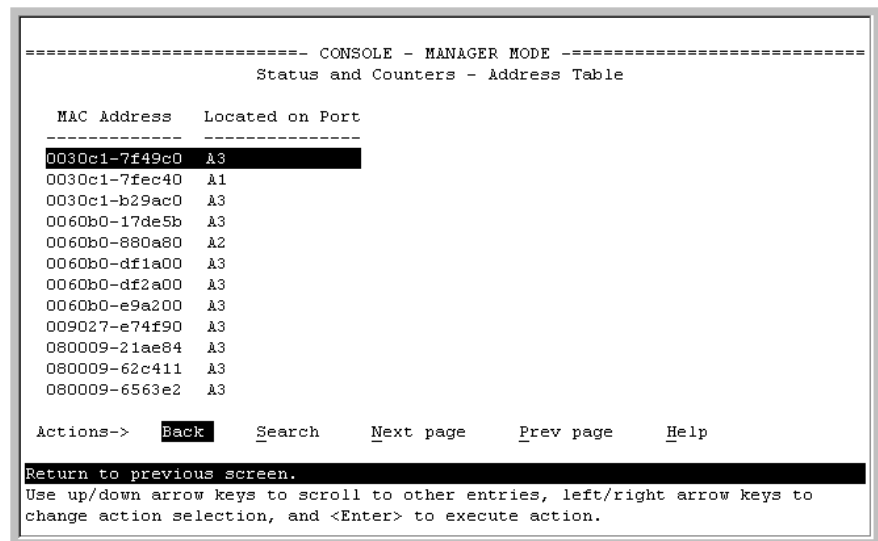 ===========================- CONSOLE - MANAGER MODE -============================
Status and Counters - Address Table
MAC Address Located on Port
------------- ---------------
0030c1-7f49c0 A3
0030c1-7fec40 A1
0030c1-b29ac0 A3
0060b0-17de5b A3
0060b0-880a80 A2
0060b0-df1a00 A3
0060b0-df2a00 A3
0060b0-e9a200 A3
009027-e74f90 A3
080009-21ae84 A3
080009-62c411 A3
080009-6563e2 A3
Actions-> Back Search Next page Prev page Help
Return to previous screen.
Use up/down arrow keys to scroll to other entries, left/right arrow keys to
change action selection, and <Enter> to execute action.